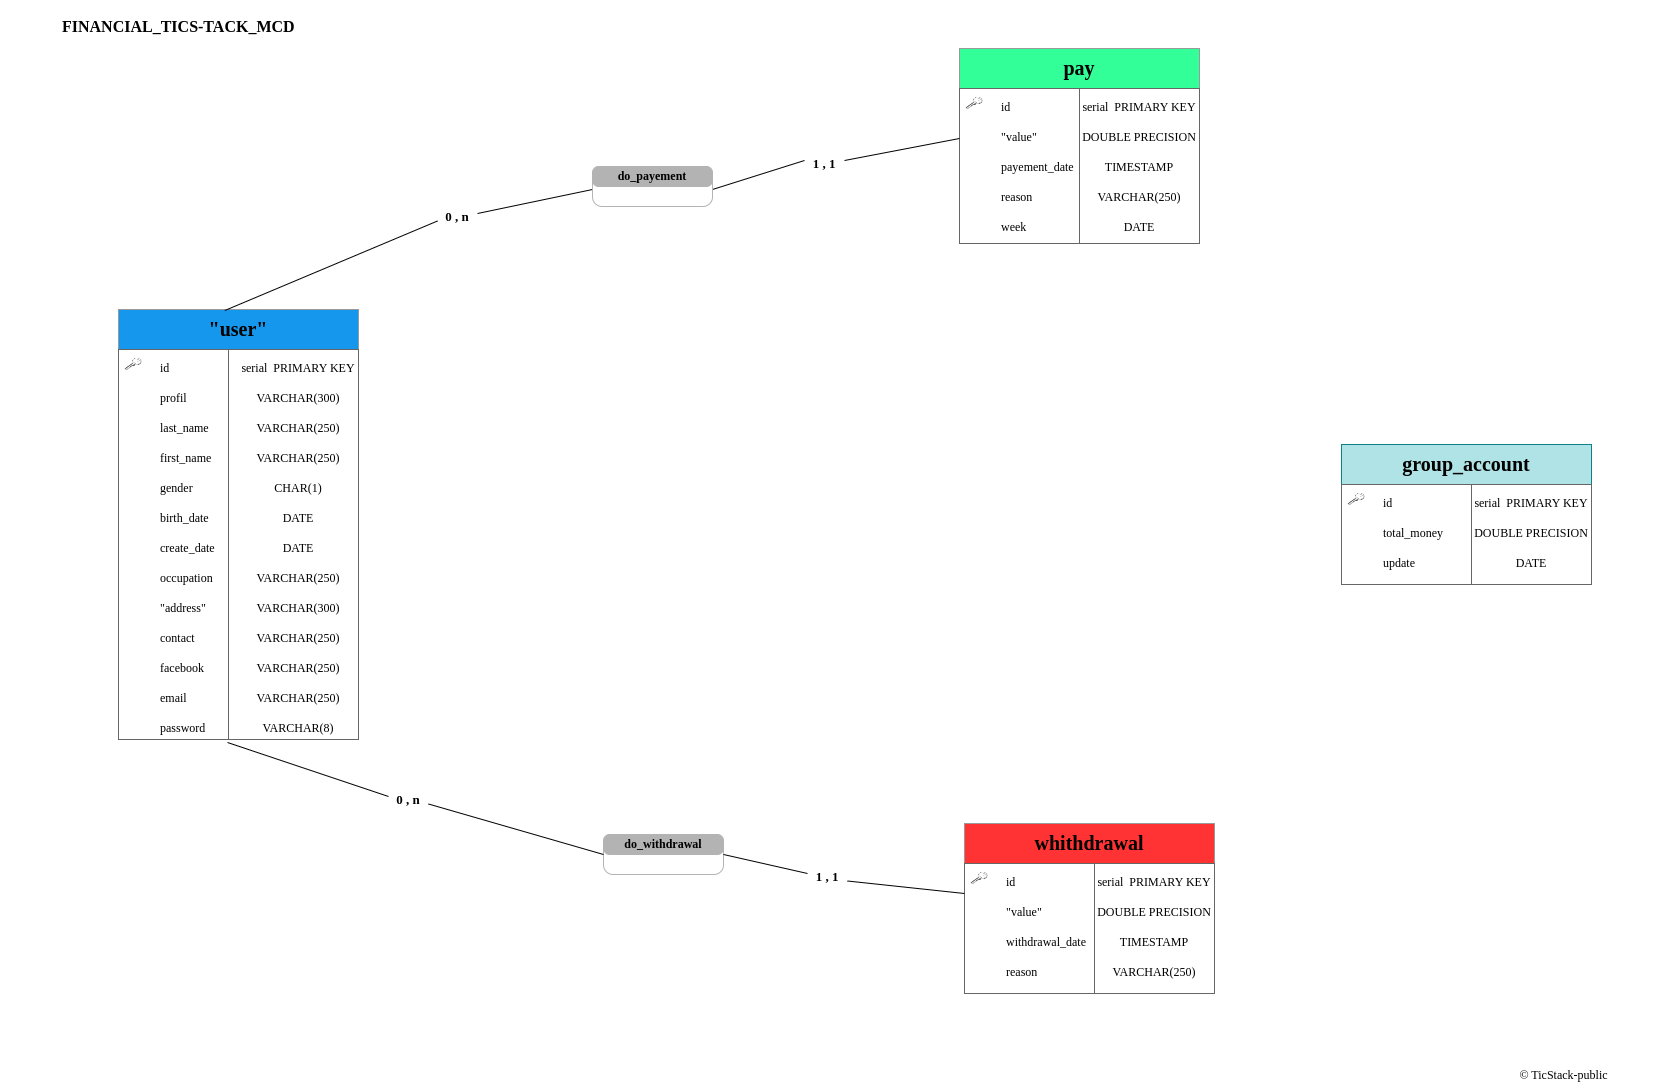 FINANCIAL_TICS-TACK_MCD
pay
id serial PRIMARY KEY
"value" DOUBLE PRECISION
payement_date TIMESTAMP
reason VARCHAR(250)
week DATE
do_payement
1 , 1
0 , n
"user"
id serial PRIMARY KEY
profil VARCHAR(300)
last_name VARCHAR(250)
first_name VARCHAR(250)
gender CHAR(1)
birth_date DATE
create_date DATE
occupation VARCHAR(250)
"address" VARCHAR(300)
contact VARCHAR(250)
facebook VARCHAR(250)
email VARCHAR(250)
password VARCHAR(8)
group_account
id serial PRIMARY KEY
total_money DOUBLE PRECISION
update DATE
0 , n
do_withdrawal
1 , 1
whithdrawal
id serial PRIMARY KEY
"value" DOUBLE PRECISION
withdrawal_date TIMESTAMP
reason VARCHAR(250)
© TicStack-public